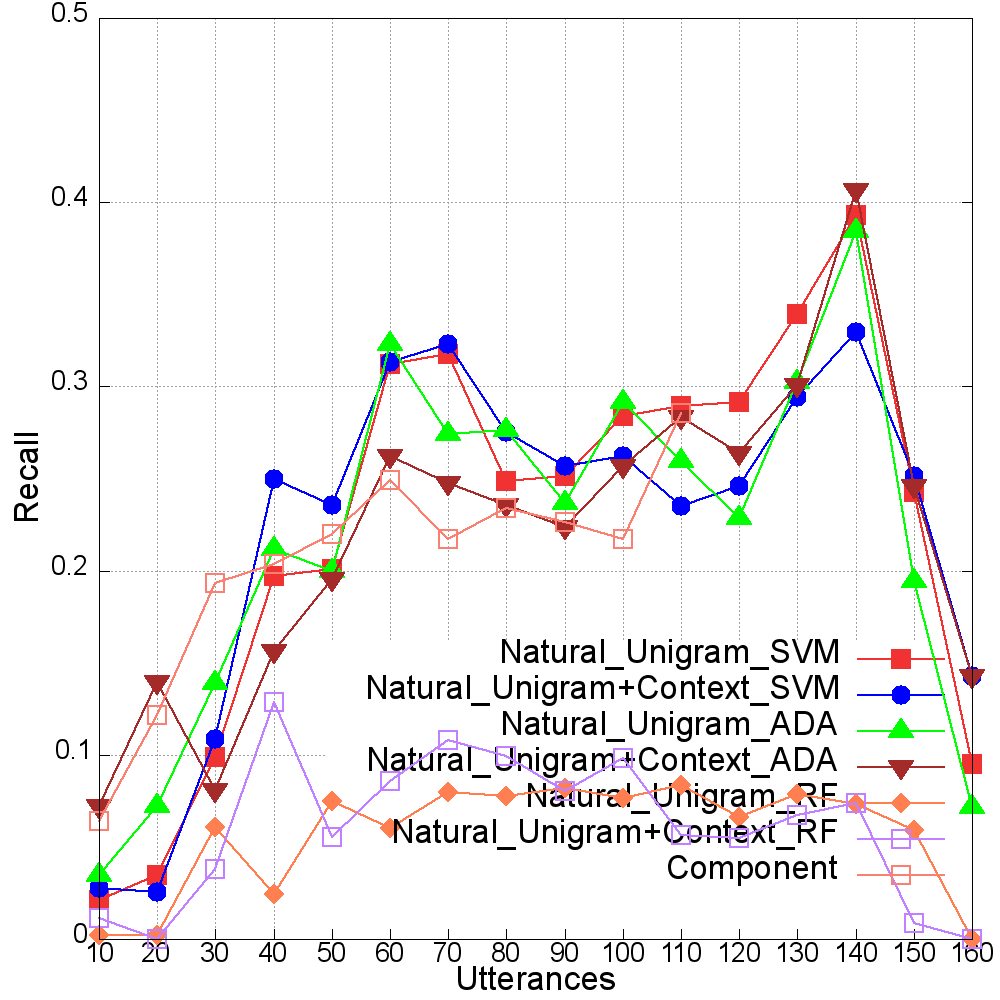 0.5
0.4
0.3
0.2
0.1
0
Recall
Natural_Unigram_SVM
Natural_Unigram+Context_SVM
Natural_Unigram_ADA
Natural_Unigram+Context_ADA
Natural_Unigram_RF
Natural_Unigram+Context_RF
Component
10 20 30 40 50 60 70 80 90 100 110 120 130 140 150 160
Utterances